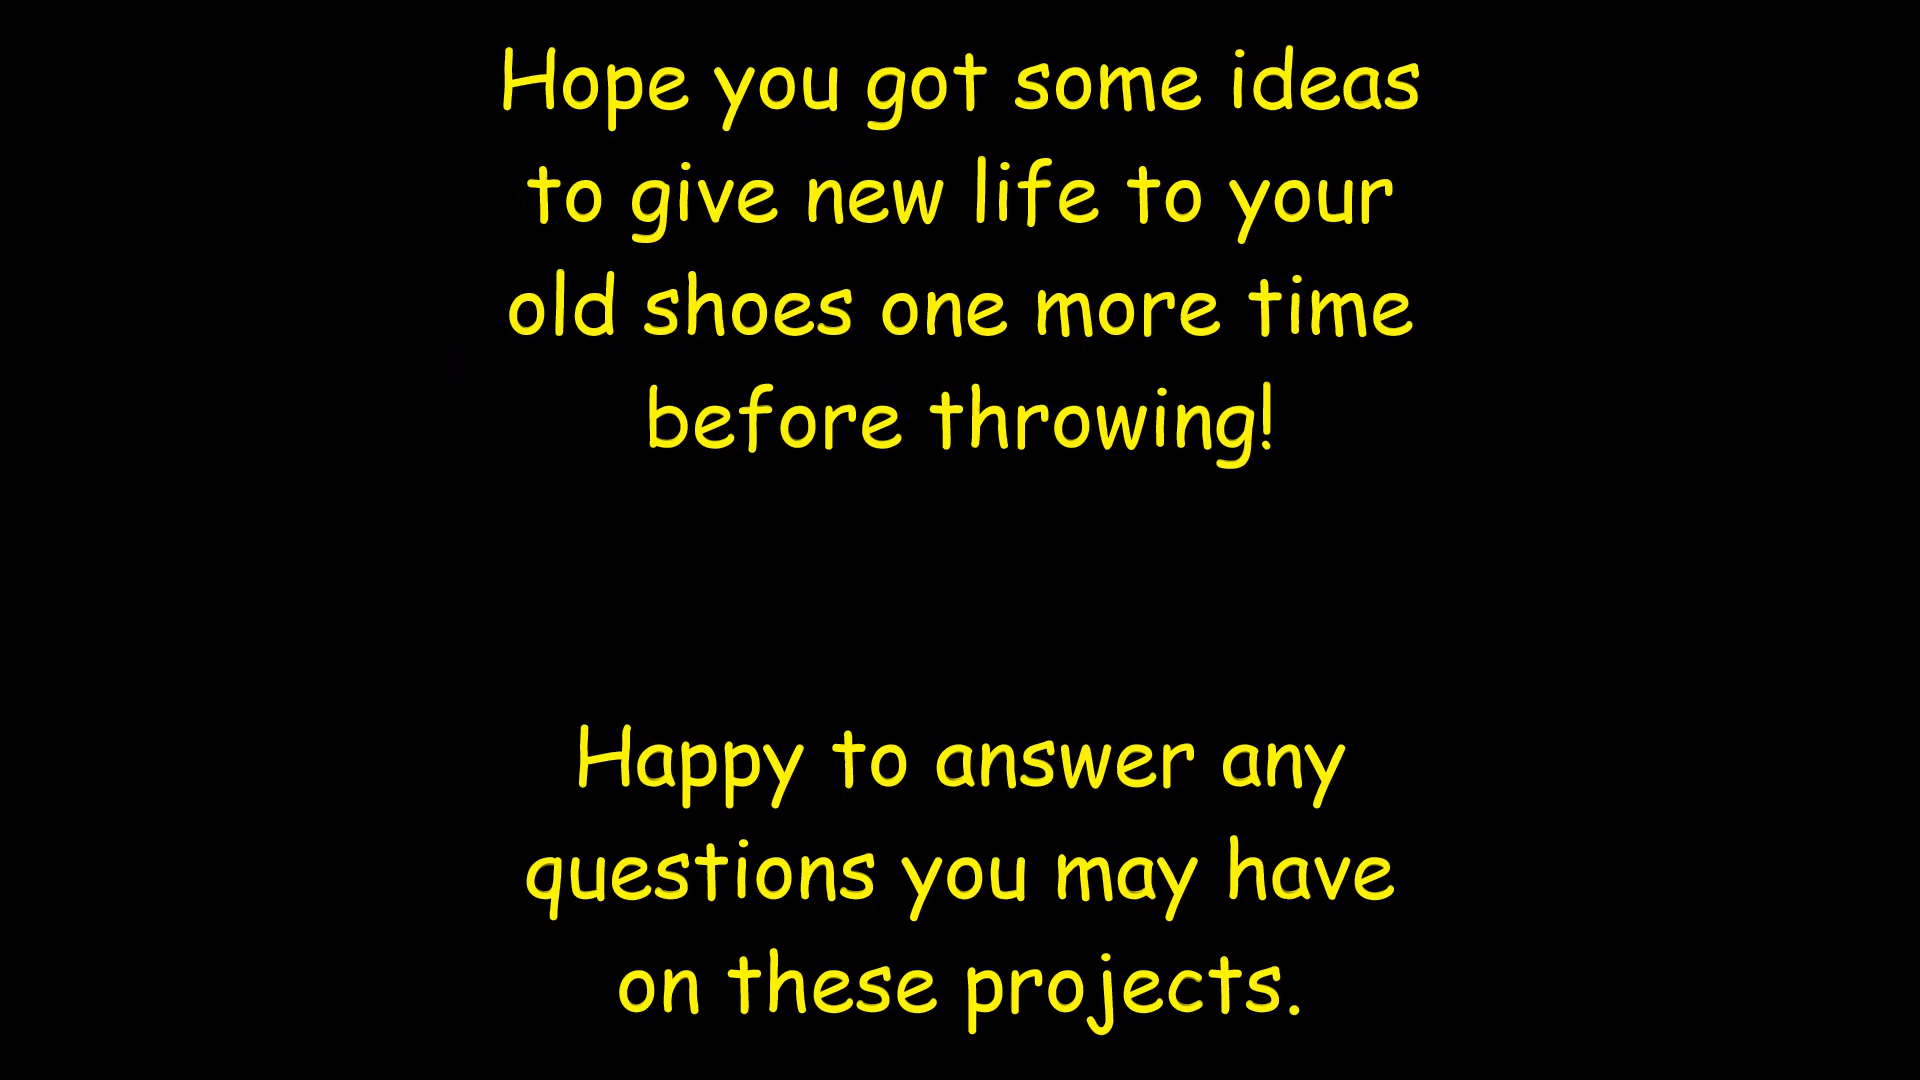 Hope you got some ideas
to give new life to your
old shoes one more time
before throwing!
Happy to answer any
questions you may have
on these projects.